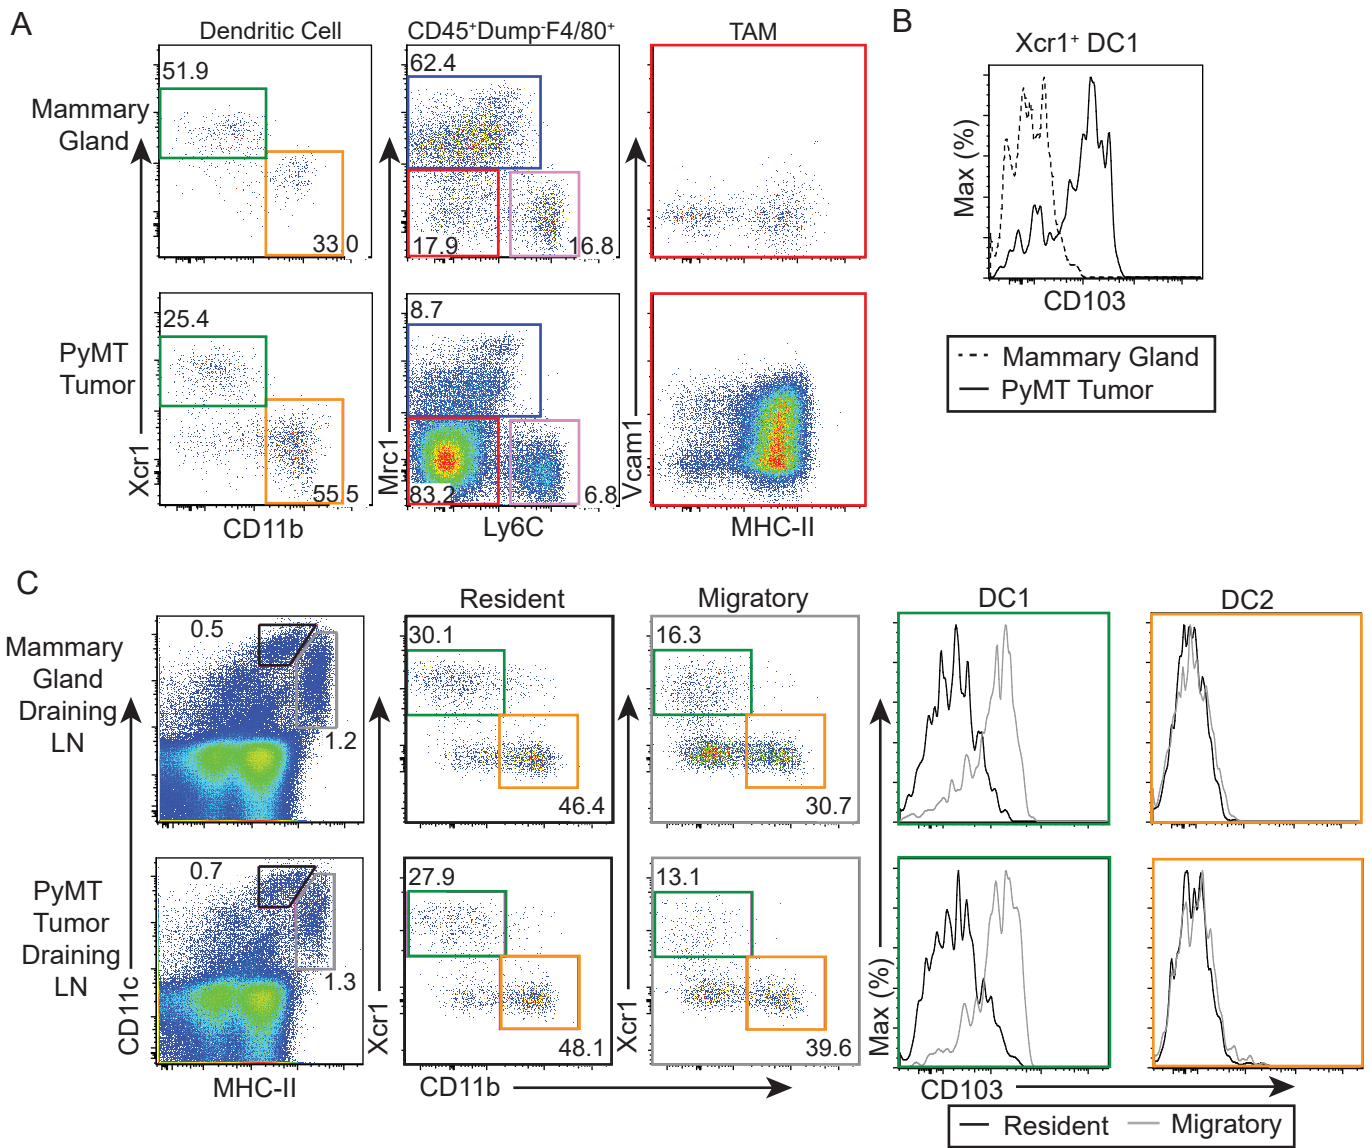 A
Dendritic Cell
CD45⁺Dump⁻F4/80⁺
TAM
Mammary
Gland
51.9
33.0
62.4
17.9
16.8
PyMT
Tumor
25.4
55.5
8.7
83.2
6.8
Xcr1
CD11b
Mrc1
Ly6C
Vcam1
MHC-II
B
Xcr1⁺ DC1
Max (%)
CD103
Mammary Gland
PyMT Tumor
C
Resident
Migratory
DC1
DC2
Mammary
Gland
Draining
LN
0.5
1.2
30.1
46.4
16.3
30.7
PyMT
Tumor
Draining
LN
0.7
1.3
27.9
48.1
13.1
39.6
CD11c
MHC-II
Xcr1
CD11b
Xcr1
Max (%)
CD103
Resident
Migratory